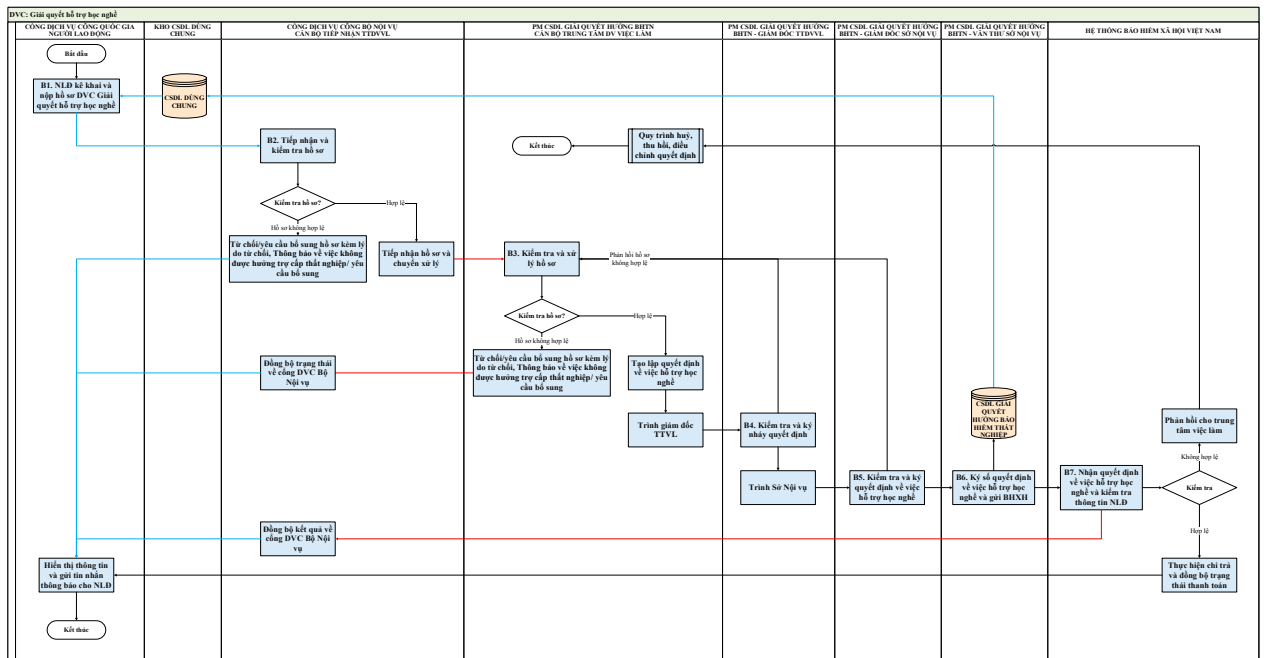 DVC: Giải quyết hỗ trợ học nghề
CỔNG DỊCH VỤ CÔNG QUỐC GIA
NGƯỜI LAO ĐỘNG
KHO CSDL DÙNG
CHUNG
CỔNG DỊCH VỤ CÔNG BỘ NỘI VỤ
CÁN BỘ TIẾP NHẬN TTDVVL
PM CSDL GIẢI QUYẾT HƯỞNG BHTN
CÁN BỘ TRUNG TÂM DV VIỆC LÀM
PM CSDL GIẢI QUYẾT HƯỞNG
BHTN - GIÁM ĐỐC TTDVVL
PM CSDL GIẢI QUYẾT HƯỞNG
BHTN - GIÁM ĐỐC SỞ NỘI VỤ
PM CSDL GIẢI QUYẾT HƯỞNG
BHTN - VĂN THƯ SỞ NỘI VỤ
HỆ THỐNG BẢO HIỂM XÃ HỘI VIỆT NAM
Bắt đầu
B1. NLĐ kê khai và
nộp hồ sơ DVC Giải
quyết hỗ trợ học nghề
CSDL DÙNG
CHUNG
B2. Tiếp nhận và
kiểm tra hồ sơ
Kết thúc
Quy trình huỷ,
thu hồi, điều
chỉnh quyết định
Kiểm tra hồ sơ?
Hợp lệ
Hồ sơ không hợp lệ
Từ chối/yêu cầu bổ sung hồ sơ kèm lý
do từ chối, Thông báo về việc không
được hưởng trợ cấp thất nghiệp/ yêu
cầu bổ sung
Tiếp nhận hồ sơ và
chuyển xử lý
B3. Kiểm tra và xử
lý hồ sơ
Phản hồi hồ sơ
không hợp lệ
Kiểm tra hồ sơ?
Hợp lệ
Hồ sơ không hợp lệ
Đồng bộ trạng thái
về cổng DVC Bộ
Nội vụ
Từ chối/yêu cầu bổ sung hồ sơ kèm lý
do từ chối, Thông báo về việc không
được hưởng trợ cấp thất nghiệp/ yêu
cầu bổ sung
Tạo lập quyết định
về việc hỗ trợ học
nghề
CSDL GIẢI
QUYẾT
HƯỞNG BẢO
HIỂM THẤT
NGHIỆP
Trình giám đốc
TTVL
B4. Kiểm tra và ký
nháy quyết định
Phản hồi cho trung
tâm việc làm
Không hợp lệ
Trình Sở Nội vụ
B5. Kiểm tra và ký
quyết định về việc
hỗ trợ học nghề
B6. Ký số quyết định
về việc hỗ trợ học
nghề và gửi BHXH
B7. Nhận quyết định
về việc hỗ trợ học
nghề và kiểm tra
thông tin NLĐ
Kiểm tra
Hợp lệ
Đồng bộ kết quả về
cổng DVC Bộ Nội
vụ
Hiển thị thông tin
và gửi tin nhắn
thông báo cho NLĐ
Thực hiện chi trả
và đồng bộ trạng
thái thanh toán
Kết thúc